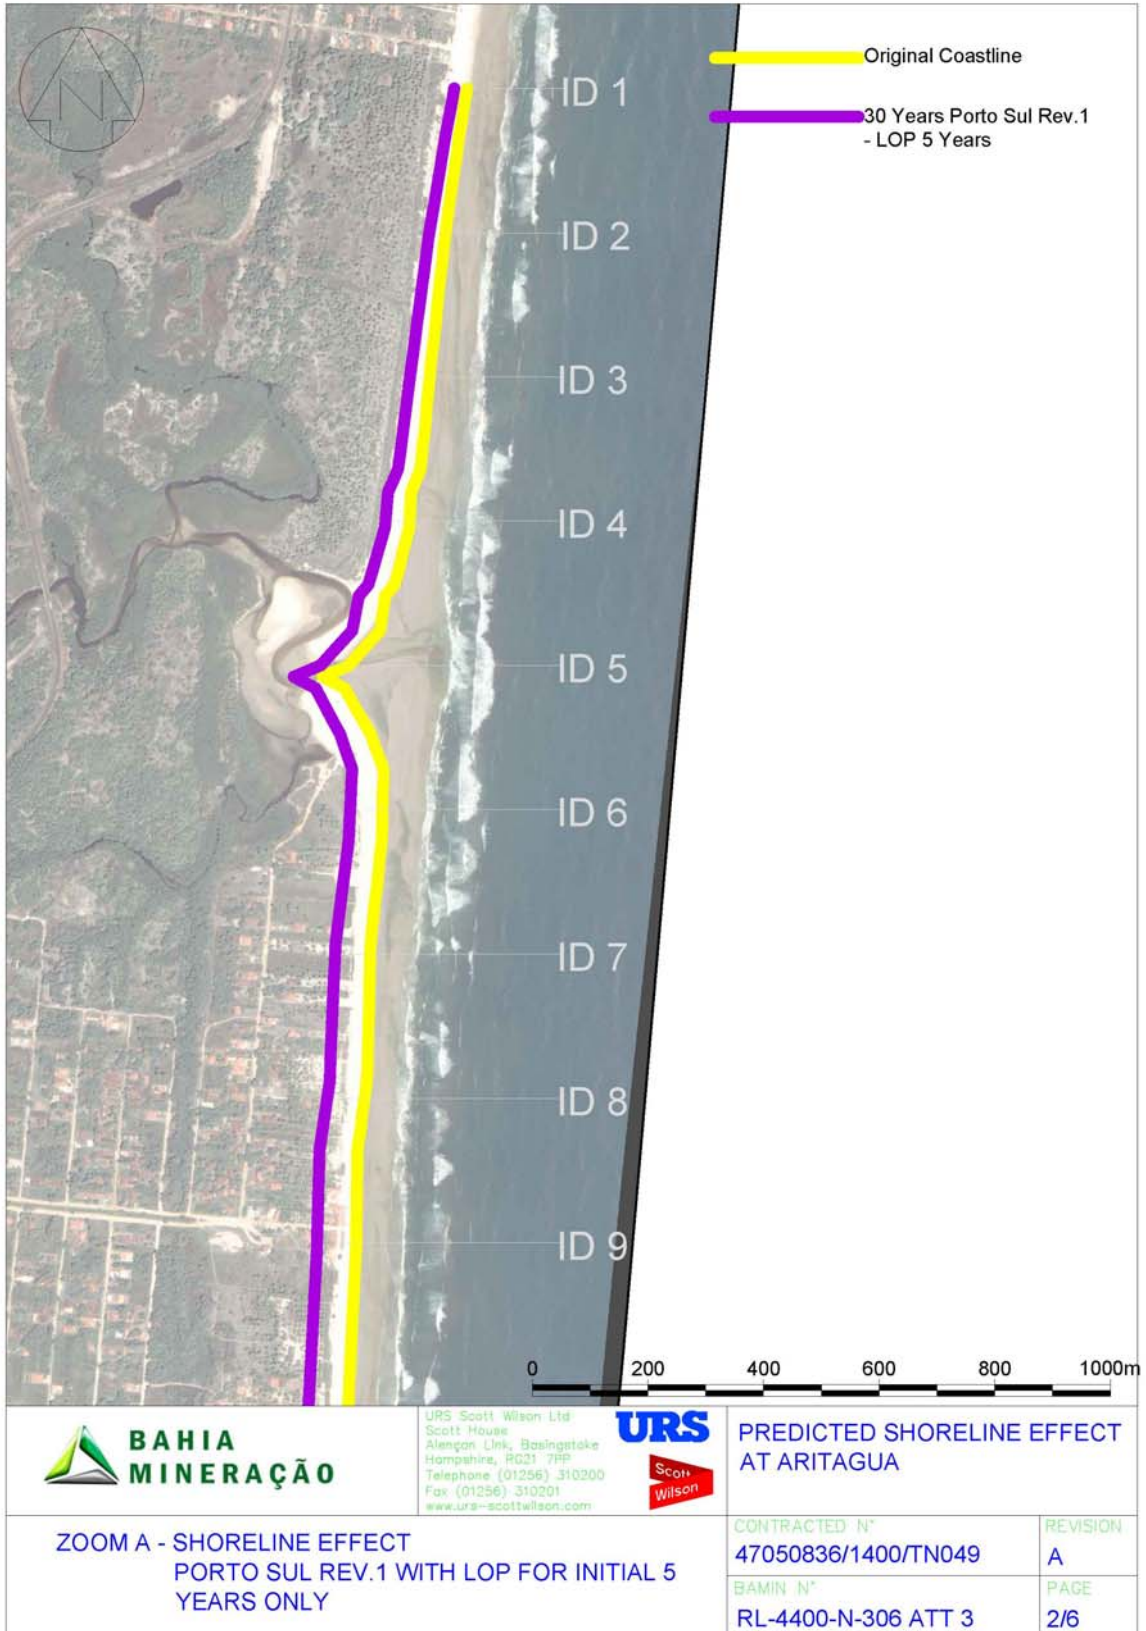 N
Original Coastline
30 Years Porto Sul Rev.1
- LOP 5 Years
ID 1
ID 2
ID 3
ID 4
ID 5
ID 6
ID 7
ID 8
ID 9
0 200 400 600 800 1000m
BAHIA
MINERAÇÃO
URS Scott Wilson Ltd
Scott House
Alençon Link, Basingstoke
Hampshire, RG21 7PP
Telephone (01256) 310200
Fax (01256) 310201
www.urs-scottwilson.com
URS
Scott
Wilson
PREDICTED SHORELINE EFFECT
AT ARITAGUA
ZOOM A - SHORELINE EFFECT
PORTO SUL REV.1 WITH LOP FOR INITIAL 5
YEARS ONLY
CONTRACTED N°
47050836/1400/TN049
REVISION
A
BAMIN N°
RL-4400-N-306 ATT 3
PAGE
2/6